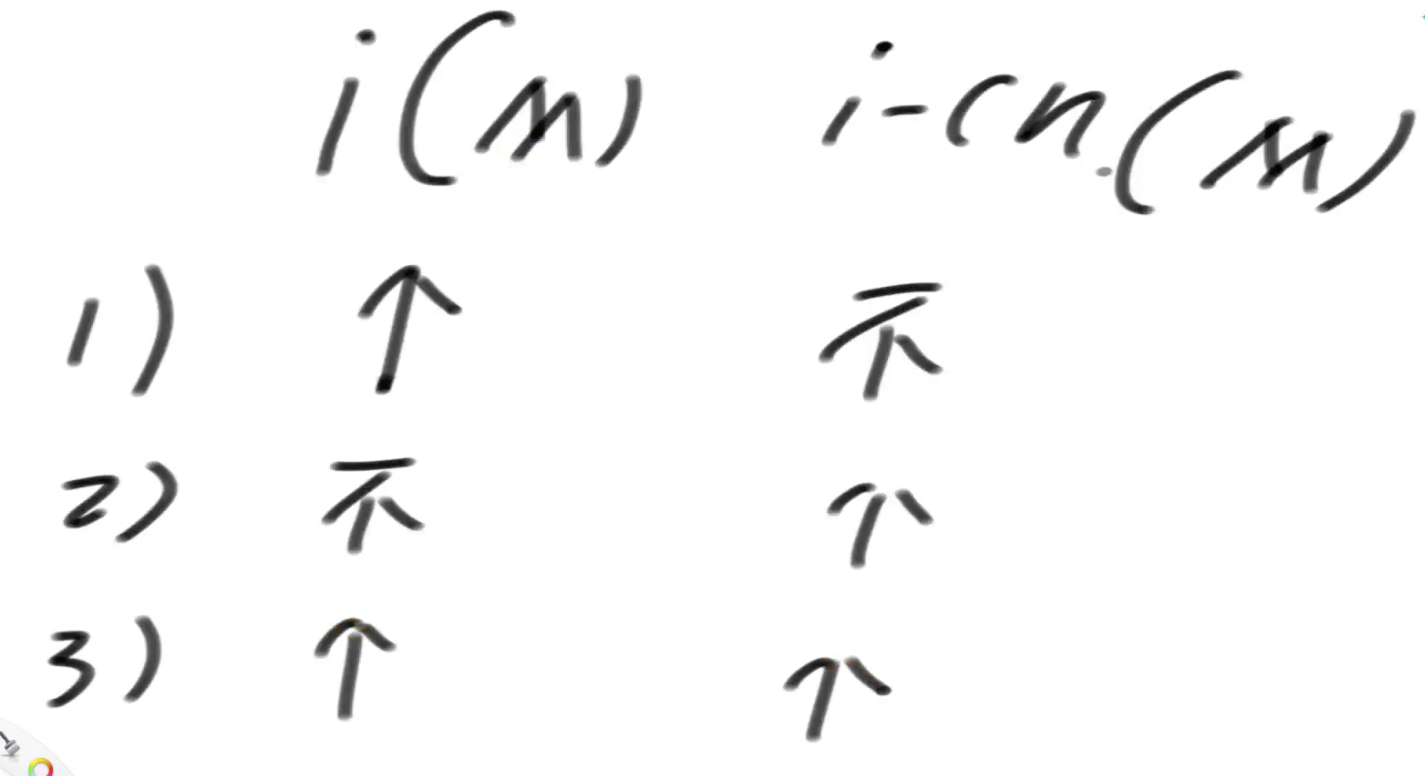 i(M) i-cn.(M)
1) ↑ 不
2) 不 ↑
3) ↑ ↑